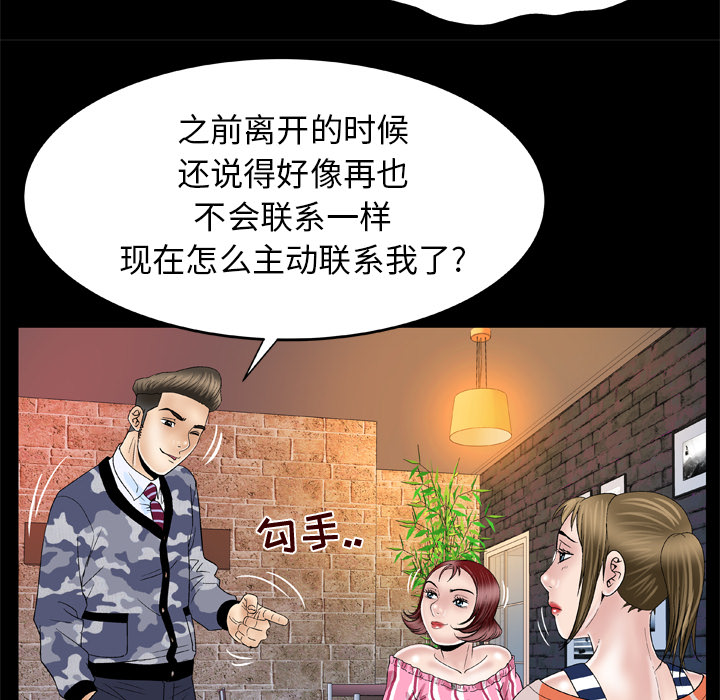 之前离开的时候
还说得好像再也
不会联系一样
现在怎么主动联系我了?
勾手..